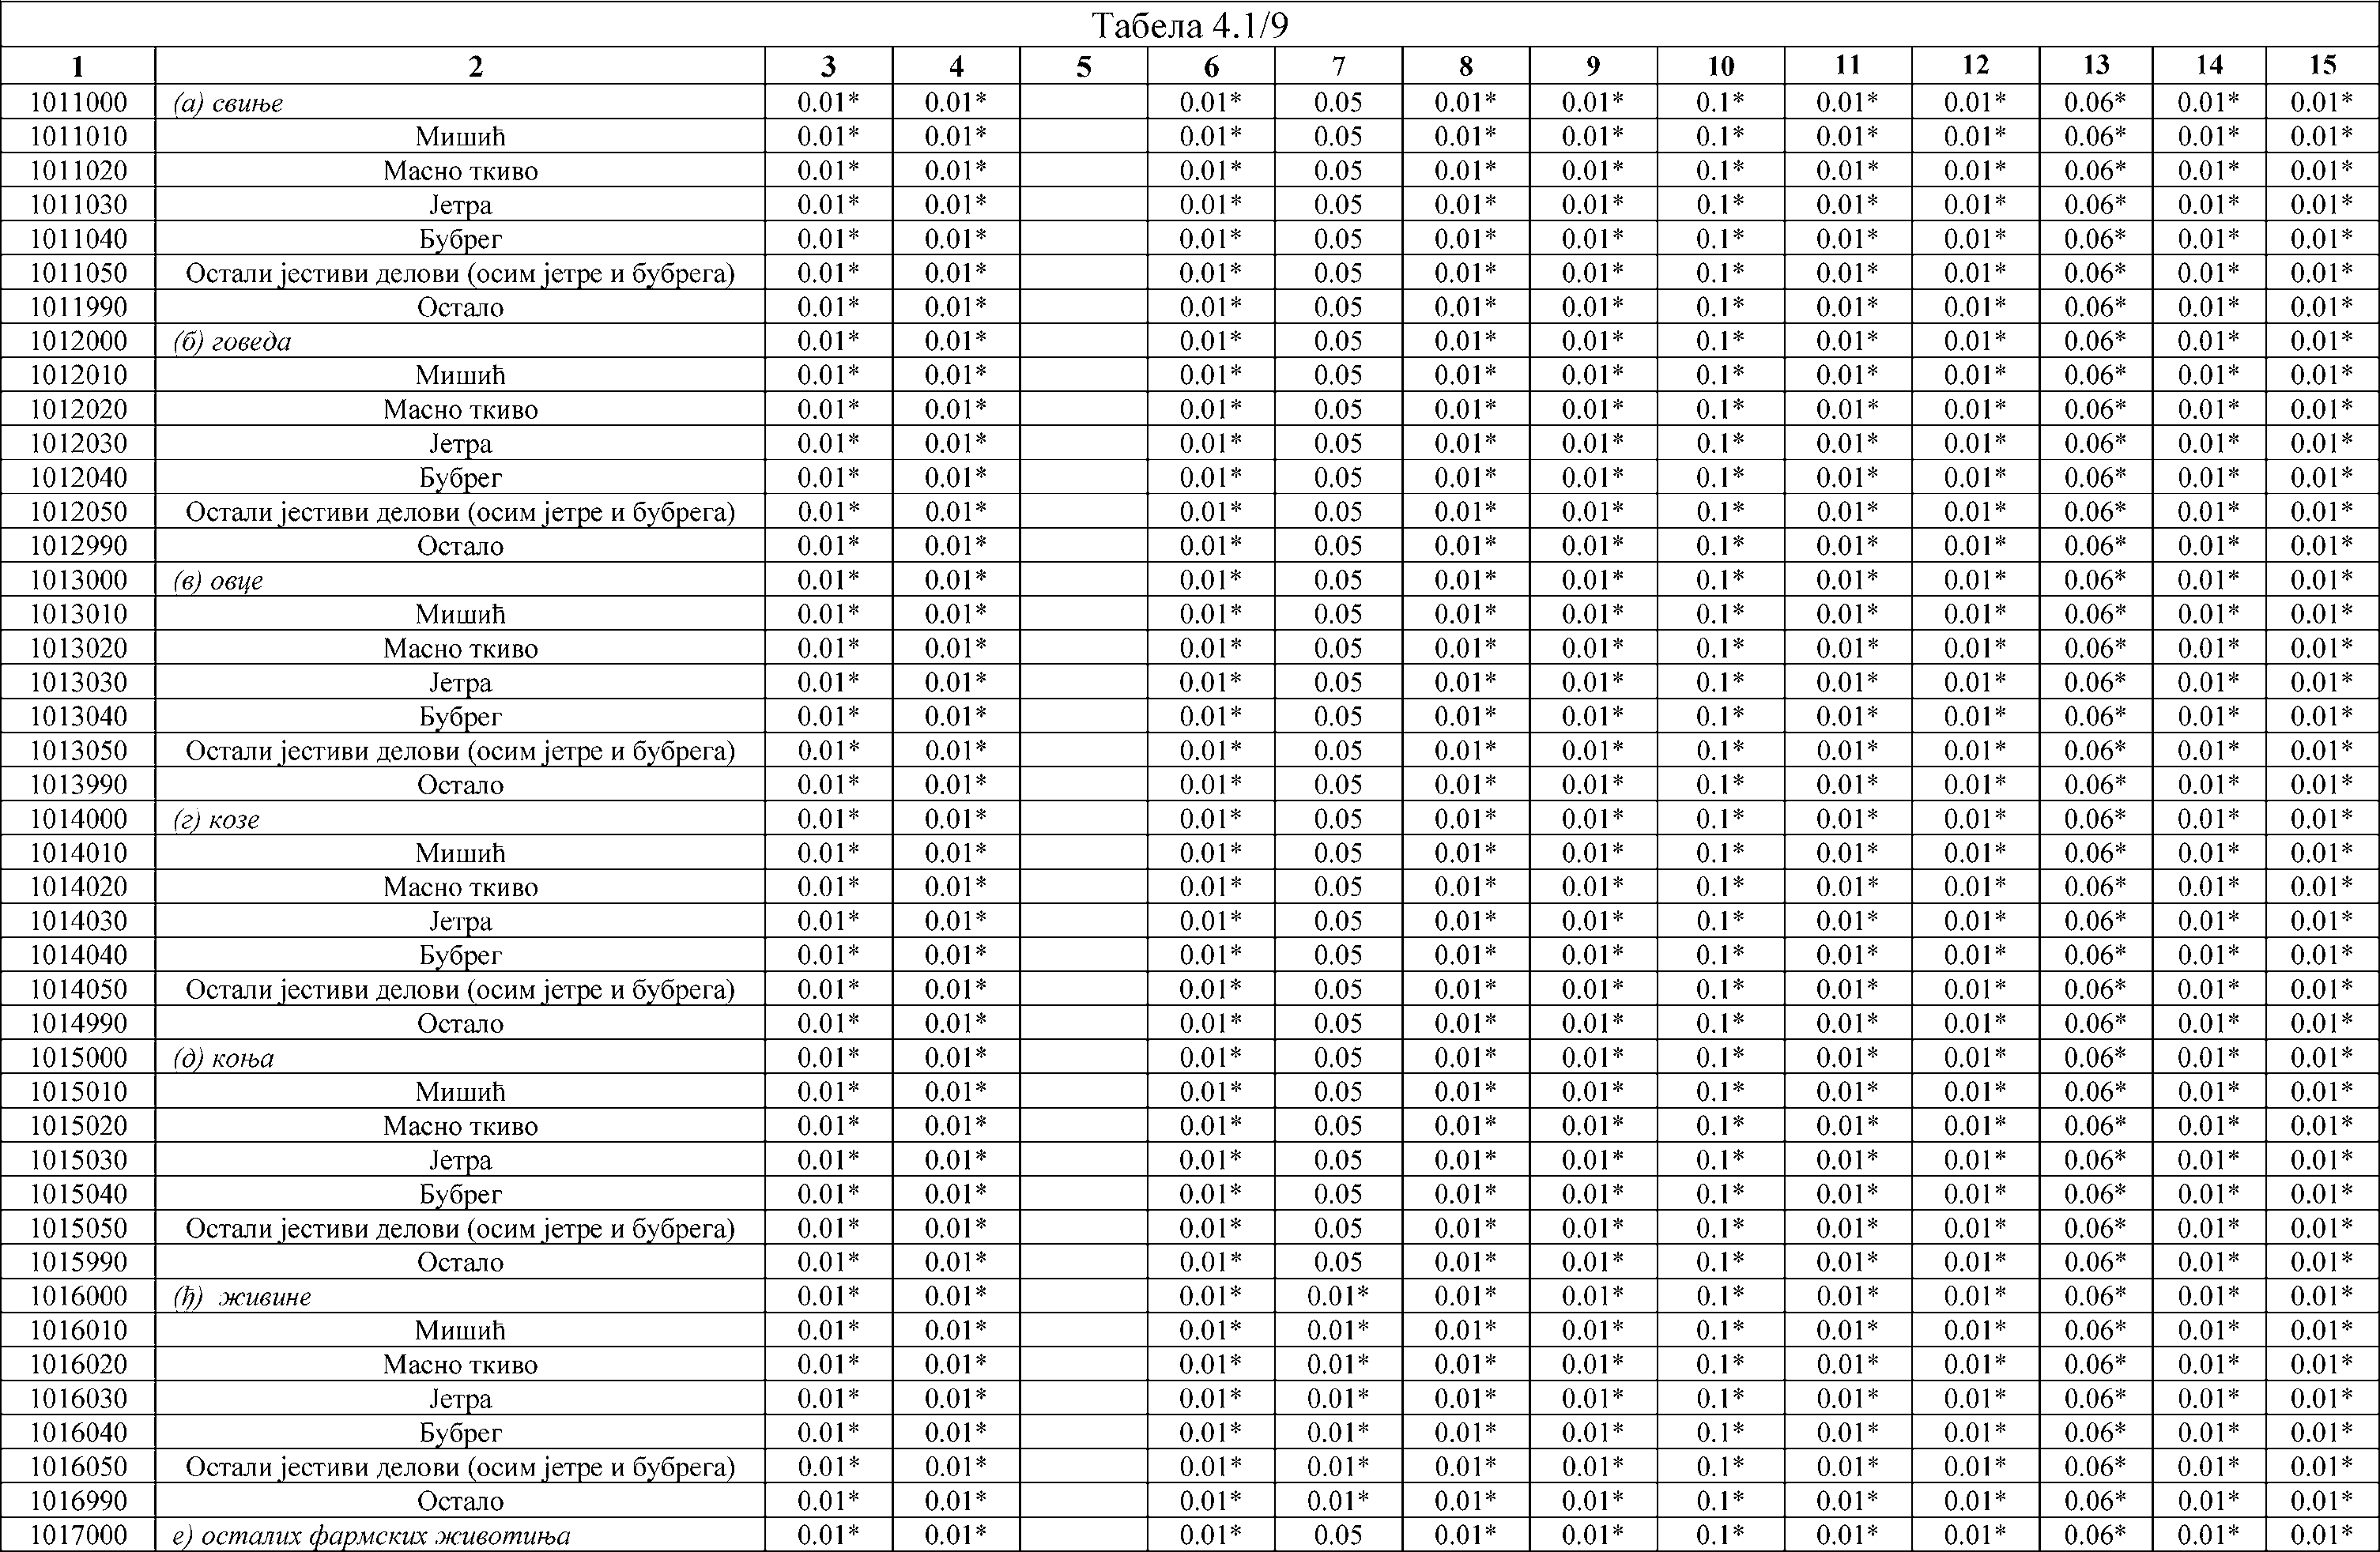 Табела 4.1/9
1 2 3 4 5 6 7 8 9 10 11 12 13 14 15
1011000 (а) свиње 0.01* 0.01* 0.01* 0.05 0.01* 0.01* 0.1* 0.01* 0.01* 0.06* 0.01* 0.01*
1011010 Мишић 0.01* 0.01* 0.01* 0.05 0.01* 0.01* 0.1* 0.01* 0.01* 0.06* 0.01* 0.01*
1011020 Масно ткиво 0.01* 0.01* 0.01* 0.05 0.01* 0.01* 0.1* 0.01* 0.01* 0.06* 0.01* 0.01*
1011030 Јетра 0.01* 0.01* 0.01* 0.05 0.01* 0.01* 0.1* 0.01* 0.01* 0.06* 0.01* 0.01*
1011040 Бубрег 0.01* 0.01* 0.01* 0.05 0.01* 0.01* 0.1* 0.01* 0.01* 0.06* 0.01* 0.01*
1011050 Остали јестиви делови (осим јетре и бубрега) 0.01* 0.01* 0.01* 0.05 0.01* 0.01* 0.1* 0.01* 0.01* 0.06* 0.01* 0.01*
1011990 Остало 0.01* 0.01* 0.01* 0.05 0.01* 0.01* 0.1* 0.01* 0.01* 0.06* 0.01* 0.01*
1012000 (б) говеда 0.01* 0.01* 0.01* 0.05 0.01* 0.01* 0.1* 0.01* 0.01* 0.06* 0.01* 0.01*
1012010 Мишић 0.01* 0.01* 0.01* 0.05 0.01* 0.01* 0.1* 0.01* 0.01* 0.06* 0.01* 0.01*
1012020 Масно ткиво 0.01* 0.01* 0.01* 0.05 0.01* 0.01* 0.1* 0.01* 0.01* 0.06* 0.01* 0.01*
1012030 Јетра 0.01* 0.01* 0.01* 0.05 0.01* 0.01* 0.1* 0.01* 0.01* 0.06* 0.01* 0.01*
1012040 Бубрег 0.01* 0.01* 0.01* 0.05 0.01* 0.01* 0.1* 0.01* 0.01* 0.06* 0.01* 0.01*
1012050 Остали јестиви делови (осим јетре и бубрега) 0.01* 0.01* 0.01* 0.05 0.01* 0.01* 0.1* 0.01* 0.01* 0.06* 0.01* 0.01*
1012990 Остало 0.01* 0.01* 0.01* 0.05 0.01* 0.01* 0.1* 0.01* 0.01* 0.06* 0.01* 0.01*
1013000 (в) овце 0.01* 0.01* 0.01* 0.05 0.01* 0.01* 0.1* 0.01* 0.01* 0.06* 0.01* 0.01*
1013010 Мишић 0.01* 0.01* 0.01* 0.05 0.01* 0.01* 0.1* 0.01* 0.01* 0.06* 0.01* 0.01*
1013020 Масно ткиво 0.01* 0.01* 0.01* 0.05 0.01* 0.01* 0.1* 0.01* 0.01* 0.06* 0.01* 0.01*
1013030 Јетра 0.01* 0.01* 0.01* 0.05 0.01* 0.01* 0.1* 0.01* 0.01* 0.06* 0.01* 0.01*
1013040 Бубрег 0.01* 0.01* 0.01* 0.05 0.01* 0.01* 0.1* 0.01* 0.01* 0.06* 0.01* 0.01*
1013050 Остали јестиви делови (осим јетре и бубрега) 0.01* 0.01* 0.01* 0.05 0.01* 0.01* 0.1* 0.01* 0.01* 0.06* 0.01* 0.01*
1013990 Остало 0.01* 0.01* 0.01* 0.05 0.01* 0.01* 0.1* 0.01* 0.01* 0.06* 0.01* 0.01*
1014000 (г) козе 0.01* 0.01* 0.01* 0.05 0.01* 0.01* 0.1* 0.01* 0.01* 0.06* 0.01* 0.01*
1014010 Мишић 0.01* 0.01* 0.01* 0.05 0.01* 0.01* 0.1* 0.01* 0.01* 0.06* 0.01* 0.01*
1014020 Масно ткиво 0.01* 0.01* 0.01* 0.05 0.01* 0.01* 0.1* 0.01* 0.01* 0.06* 0.01* 0.01*
1014030 Јетра 0.01* 0.01* 0.01* 0.05 0.01* 0.01* 0.1* 0.01* 0.01* 0.06* 0.01* 0.01*
1014040 Бубрег 0.01* 0.01* 0.01* 0.05 0.01* 0.01* 0.1* 0.01* 0.01* 0.06* 0.01* 0.01*
1014050 Остали јестиви делови (осим јетре и бубрега) 0.01* 0.01* 0.01* 0.05 0.01* 0.01* 0.1* 0.01* 0.01* 0.06* 0.01* 0.01*
1014990 Остало 0.01* 0.01* 0.01* 0.05 0.01* 0.01* 0.1* 0.01* 0.01* 0.06* 0.01* 0.01*
1015000 (д) коња 0.01* 0.01* 0.01* 0.05 0.01* 0.01* 0.1* 0.01* 0.01* 0.06* 0.01* 0.01*
1015010 Мишић 0.01* 0.01* 0.01* 0.05 0.01* 0.01* 0.1* 0.01* 0.01* 0.06* 0.01* 0.01*
1015020 Масно ткиво 0.01* 0.01* 0.01* 0.05 0.01* 0.01* 0.1* 0.01* 0.01* 0.06* 0.01* 0.01*
1015030 Јетра 0.01* 0.01* 0.01* 0.05 0.01* 0.01* 0.1* 0.01* 0.01* 0.06* 0.01* 0.01*
1015040 Бубрег 0.01* 0.01* 0.01* 0.05 0.01* 0.01* 0.1* 0.01* 0.01* 0.06* 0.01* 0.01*
1015050 Остали јестиви делови (осим јетре и бубрега) 0.01* 0.01* 0.01* 0.05 0.01* 0.01* 0.1* 0.01* 0.01* 0.06* 0.01* 0.01*
1015990 Остало 0.01* 0.01* 0.01* 0.05 0.01* 0.01* 0.1* 0.01* 0.01* 0.06* 0.01* 0.01*
1016000 (ђ) живине 0.01* 0.01* 0.01* 0.01* 0.01* 0.01* 0.1* 0.01* 0.01* 0.06* 0.01* 0.01*
1016010 Мишић 0.01* 0.01* 0.01* 0.01* 0.01* 0.01* 0.1* 0.01* 0.01* 0.06* 0.01* 0.01*
1016020 Масно ткиво 0.01* 0.01* 0.01* 0.01* 0.01* 0.01* 0.1* 0.01* 0.01* 0.06* 0.01* 0.01*
1016030 Јетра 0.01* 0.01* 0.01* 0.01* 0.01* 0.01* 0.1* 0.01* 0.01* 0.06* 0.01* 0.01*
1016040 Бубрег 0.01* 0.01* 0.01* 0.01* 0.01* 0.01* 0.1* 0.01* 0.01* 0.06* 0.01* 0.01*
1016050 Остали јестиви делови (осим јетре и бубрега) 0.01* 0.01* 0.01* 0.01* 0.01* 0.01* 0.1* 0.01* 0.01* 0.06* 0.01* 0.01*
1016990 Остало 0.01* 0.01* 0.01* 0.01* 0.01* 0.01* 0.1* 0.01* 0.01* 0.06* 0.01* 0.01*
1017000 е) осталих фармских животиња 0.01* 0.01* 0.01* 0.05 0.01* 0.01* 0.1* 0.01* 0.01* 0.06* 0.01* 0.01*